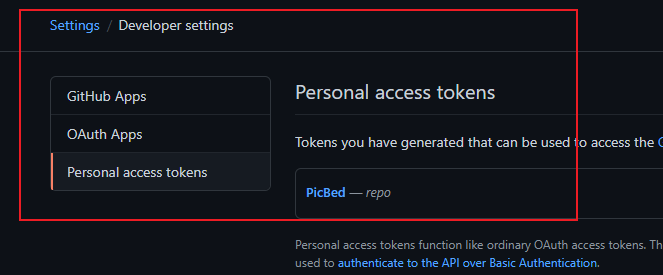 Settings / Developer settings
GitHub Apps
OAuth Apps
Personal access tokens
Personal access tokens
Tokens you have generated that can be used to access the
PicBed — repo
Personal access tokens function like ordinary OAuth access tokens. Th
used to authenticate to the API over Basic Authentication.